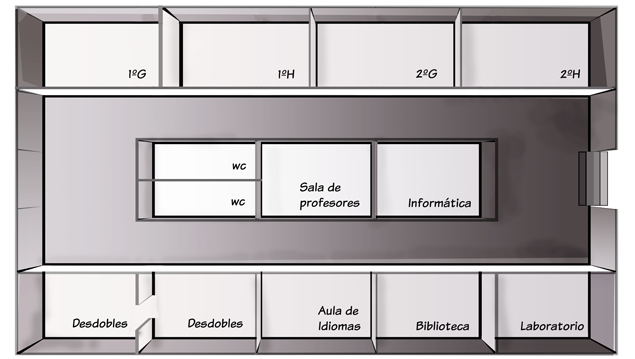 1ºG
1ºH
2ºG
2ºH
wc
wc
Sala de
profesores
Informática
Desdobles
Desdobles
Aula de
Idiomas
Biblioteca
Laboratorio